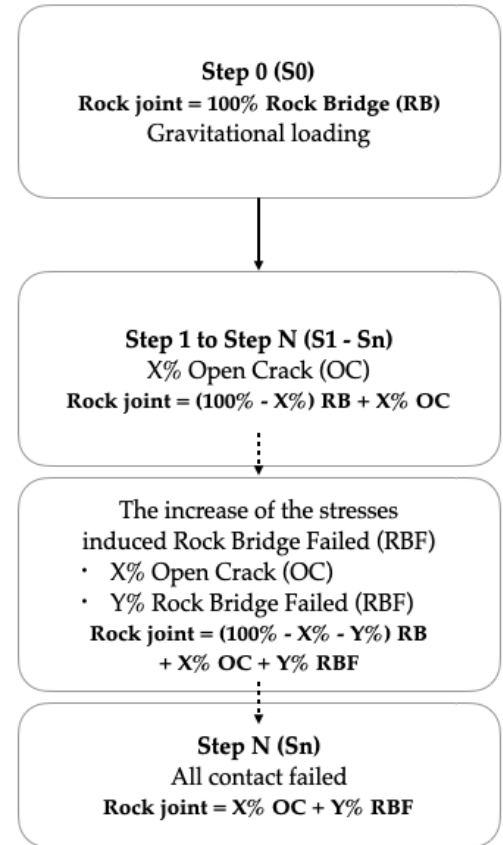 Step 0 (S0)
Rock joint = 100% Rock Bridge (RB)
Gravitational loading
Step 1 to Step N (S1 - Sn)
X% Open Crack (OC)
Rock joint = (100% - X%) RB + X% OC
The increase of the stresses
induced Rock Bridge Failed (RBF)
· X% Open Crack (OC)
· Y% Rock Bridge Failed (RBF)
Rock joint = (100% - X% - Y%) RB
+ X% OC + Y% RBF
Step N (Sn)
All contact failed
Rock joint = X% OC + Y% RBF